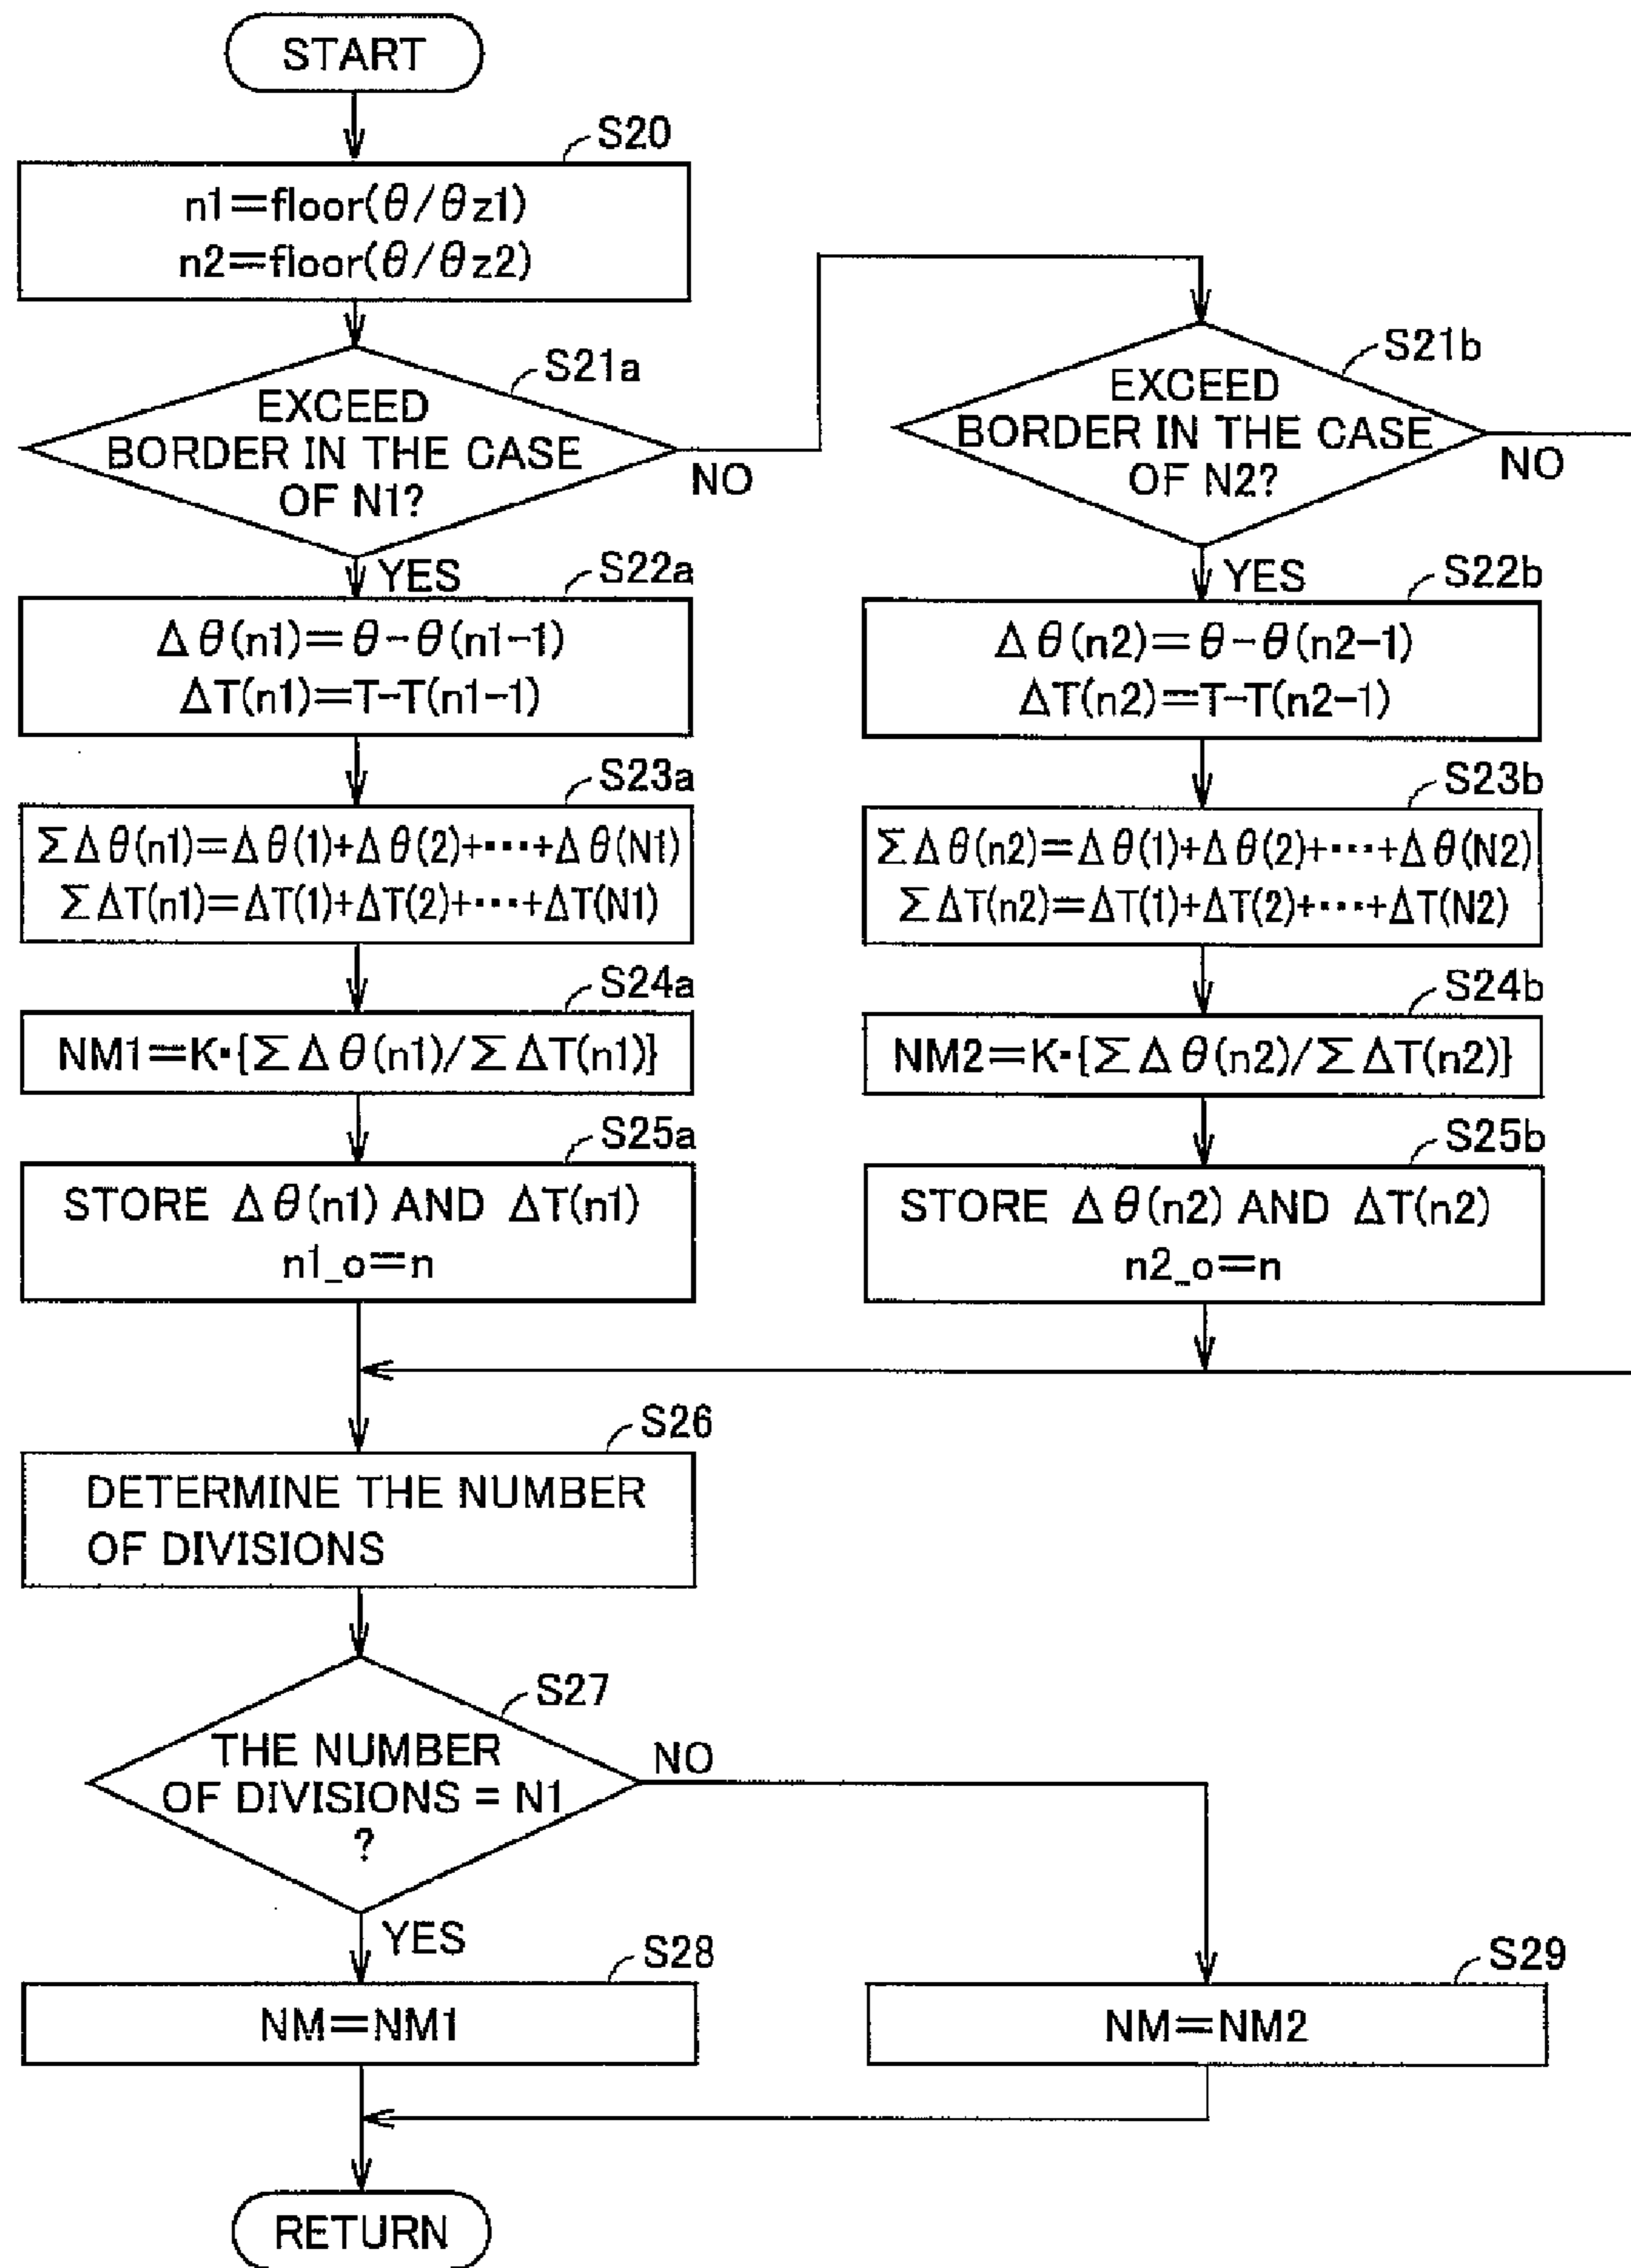 START
S20
n1=floor(θ/θz1)
n2=floor(θ/θz2)
S21a
EXCEED
BORDER IN THE CASE
OF N1?
NO
YES
S22a
Δθ(n1)=θ-θ(n1-1)
ΔT(n1)=T-T(n1-1)
S23a
ΣΔθ(n1)=Δθ(1)+Δθ(2)+···+Δθ(N1)
ΣΔT(n1)=ΔT(1)+ΔT(2)+···+ΔT(N1)
S24a
NM1=K·{ΣΔθ(n1)/ΣΔT(n1)}
S25a
STORE Δθ(n1) AND ΔT(n1)
n1_o=n
S21b
EXCEED
BORDER IN THE CASE
OF N2?
NO
YES
S22b
Δθ(n2)=θ-θ(n2-1)
ΔT(n2)=T-T(n2-1)
S23b
ΣΔθ(n2)=Δθ(1)+Δθ(2)+···+Δθ(N2)
ΣΔT(n2)=ΔT(1)+ΔT(2)+···+ΔT(N2)
S24b
NM2=K·{ΣΔθ(n2)/ΣΔT(n2)}
S25b
STORE Δθ(n2) AND ΔT(n2)
n2_o=n
S26
DETERMINE THE NUMBER
OF DIVISIONS
S27
THE NUMBER
OF DIVISIONS = N1
?
NO
YES
S28
NM=NM1
S29
NM=NM2
RETURN